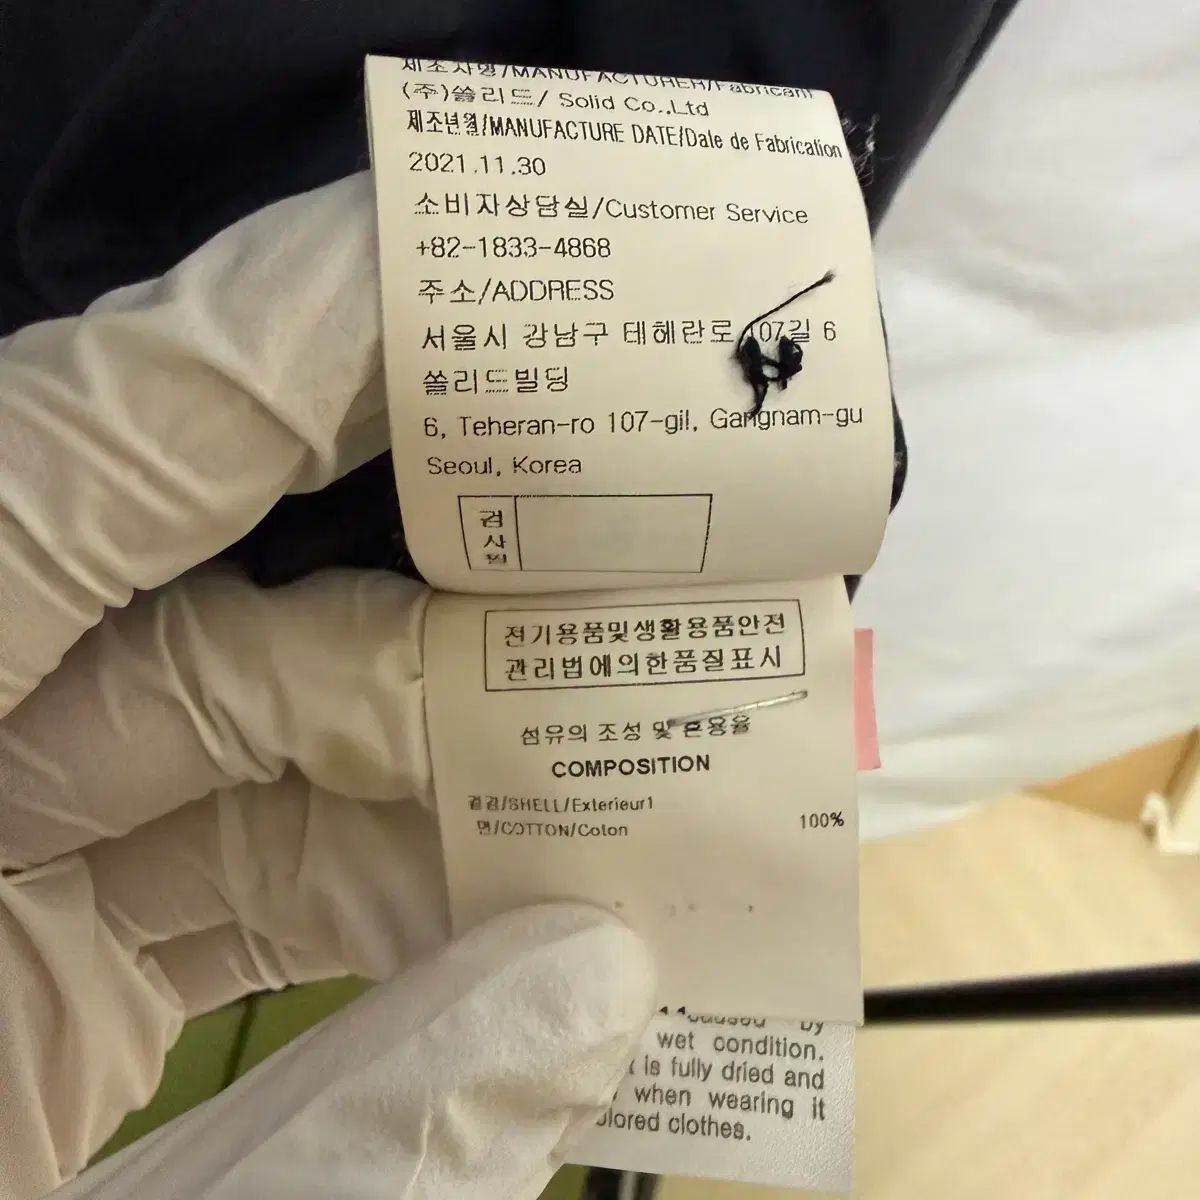 제조자명/MANUFACTURER/Fabricant
(주)쏠리드/ Solid Co.,Ltd
제조년월/MANUFACTURE DATE/Dale de Fabrication
2021.11.30
소비자상담실/Customer Service
+82-1833-4868
주소/ADDRESS
서울시 강남구 테헤란로 107길 6
쏠리드빌딩
6, Teheran-ro 107-gil, Gangnam-gu
Seoul, Korea
검
사
필
전기용품및생활용품안전
관리법에의한품질표시
섬유의 조성 및 혼용율
COMPOSITION
겉감/SHELL/Exterieur1
면/COTTON/Coton 100%
caused by
wet condition.
is fully dried and
when wearing it
clothes.